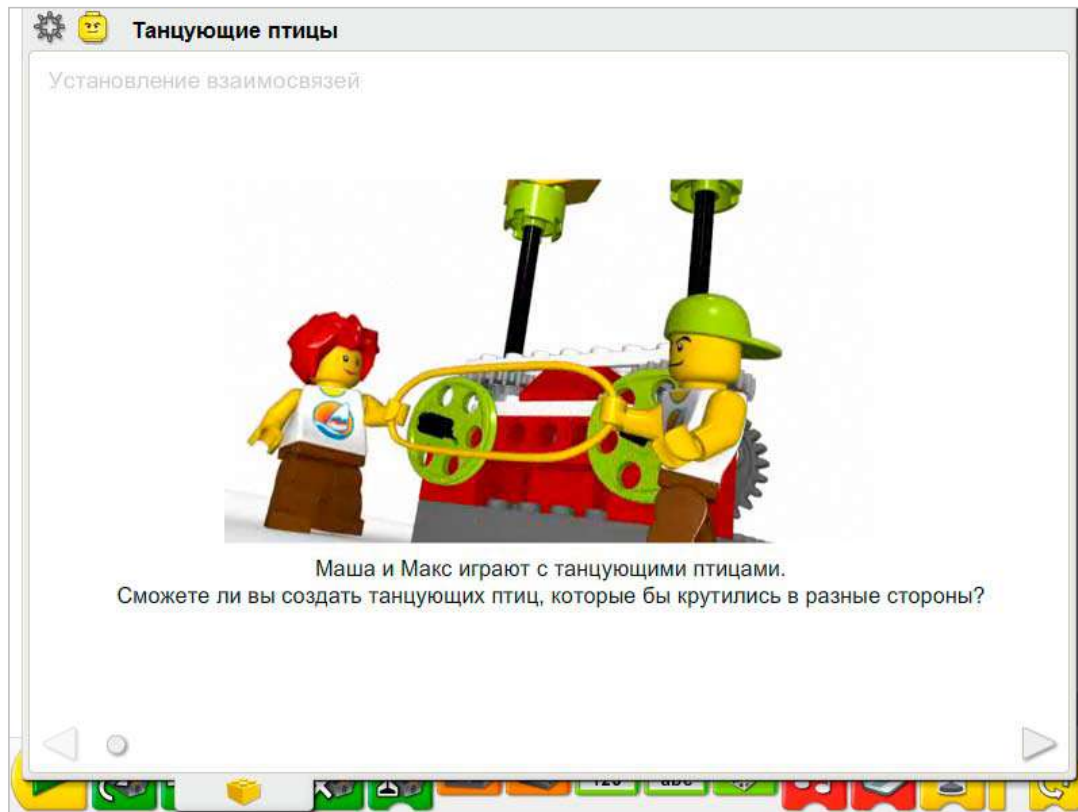 Танцующие птицы
Установление взаимосвязей
Маша и Макс играют с танцующими птицами.
Сможете ли вы создать танцующих птиц, которые бы крутились в разные стороны?